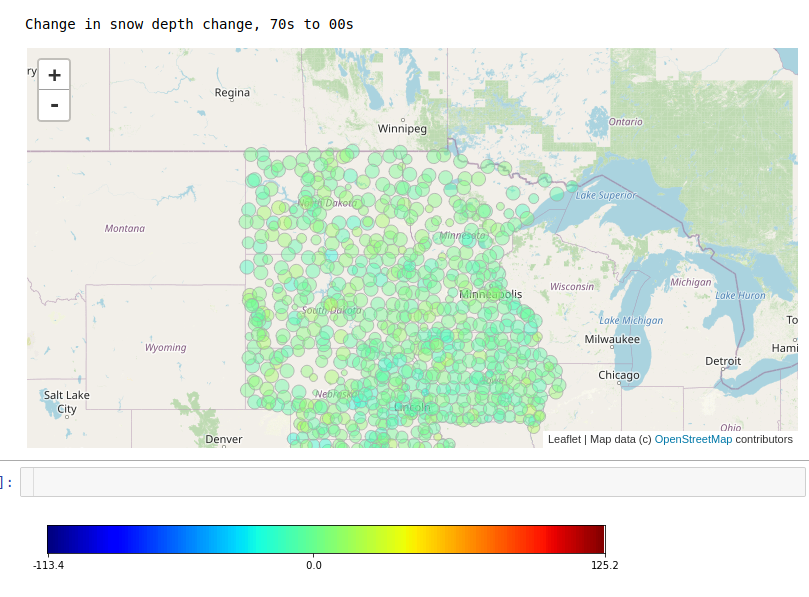 Change in snow depth change, 70s to 00s
+
-
ry
Regina
Winnipeg
Ontario
Lake Superior
North Dakota
Montana
Minnesota
Wisconsin
Michigan
Lake Huron
Minneapolis
South Dakota
Lake Michigan
To
Milwaukee
Hami
Wyoming
Detroit
Chicago
Salt Lake
City
Nebraska
Iowa
Lincoln
Ohio
Denver
Leaflet | Map data (c) OpenStreetMap contributors
]:
-113.4 0.0 125.2